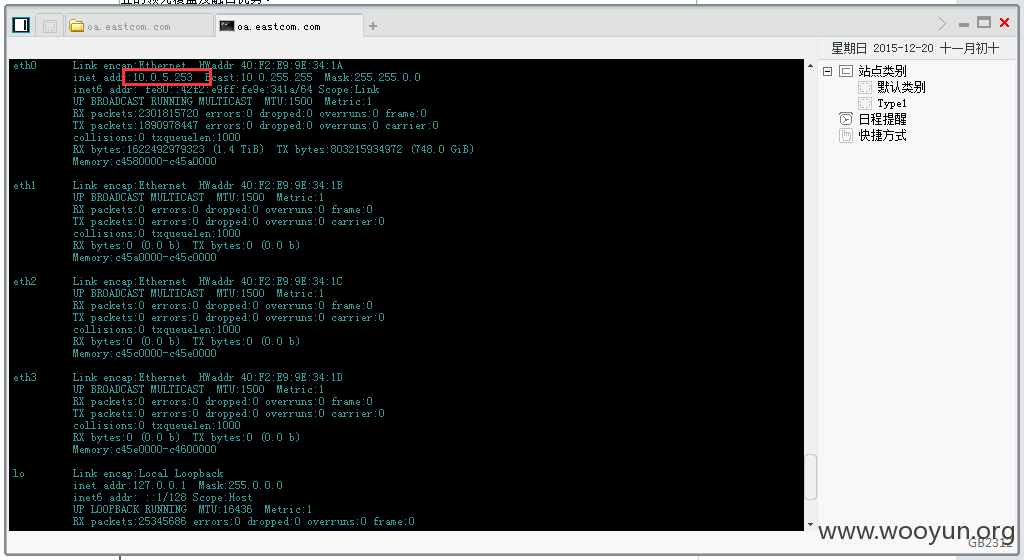 oa.eastcom.com
oa.eastcom.com
星期日 2015-12-20 十一月初十
eth0 Link encap:Ethernet HWaddr 40:F2:E9:9E:34:1A
inet addr:10.0.5.253 Bcast:10.0.255.255 Mask:255.255.0.0
inet6 addr: fe80::42f2:e9ff:fe9e:341a/64 Scope:Link
UP BROADCAST RUNNING MULTICAST MTU:1500 Metric:1
RX packets:2301815720 errors:0 dropped:0 overruns:0 frame:0
TX packets:1890978447 errors:0 dropped:0 overruns:0 carrier:0
collisions:0 txqueuelen:1000
RX bytes:1622492979323 (1.4 TiB) TX bytes:803215934972 (748.0 GiB)
Memory:c4580000-c45a0000
eth1 Link encap:Ethernet HWaddr 40:F2:E9:9E:34:1B
UP BROADCAST MULTICAST MTU:1500 Metric:1
RX packets:0 errors:0 dropped:0 overruns:0 frame:0
TX packets:0 errors:0 dropped:0 overruns:0 carrier:0
collisions:0 txqueuelen:1000
RX bytes:0 (0.0 b) TX bytes:0 (0.0 b)
Memory:c45a0000-c45c0000
eth2 Link encap:Ethernet HWaddr 40:F2:E9:9E:34:1C
UP BROADCAST MULTICAST MTU:1500 Metric:1
RX packets:0 errors:0 dropped:0 overruns:0 frame:0
TX packets:0 errors:0 dropped:0 overruns:0 carrier:0
collisions:0 txqueuelen:1000
RX bytes:0 (0.0 b) TX bytes:0 (0.0 b)
Memory:c45c0000-c45e0000
eth3 Link encap:Ethernet HWaddr 40:F2:E9:9E:34:1D
UP BROADCAST MULTICAST MTU:1500 Metric:1
RX packets:0 errors:0 dropped:0 overruns:0 frame:0
TX packets:0 errors:0 dropped:0 overruns:0 carrier:0
collisions:0 txqueuelen:1000
RX bytes:0 (0.0 b) TX bytes:0 (0.0 b)
Memory:c45e0000-c4600000
lo Link encap:Local Loopback
inet addr:127.0.0.1 Mask:255.0.0.0
inet6 addr: ::1/128 Scope:Host
UP LOOPBACK RUNNING MTU:16436 Metric:1
RX packets:25345686 errors:0 dropped:0 overruns:0 frame:0
站点类别
默认类别
Type1
日程提醒
快捷方式
www.wooyun.org
GB2312